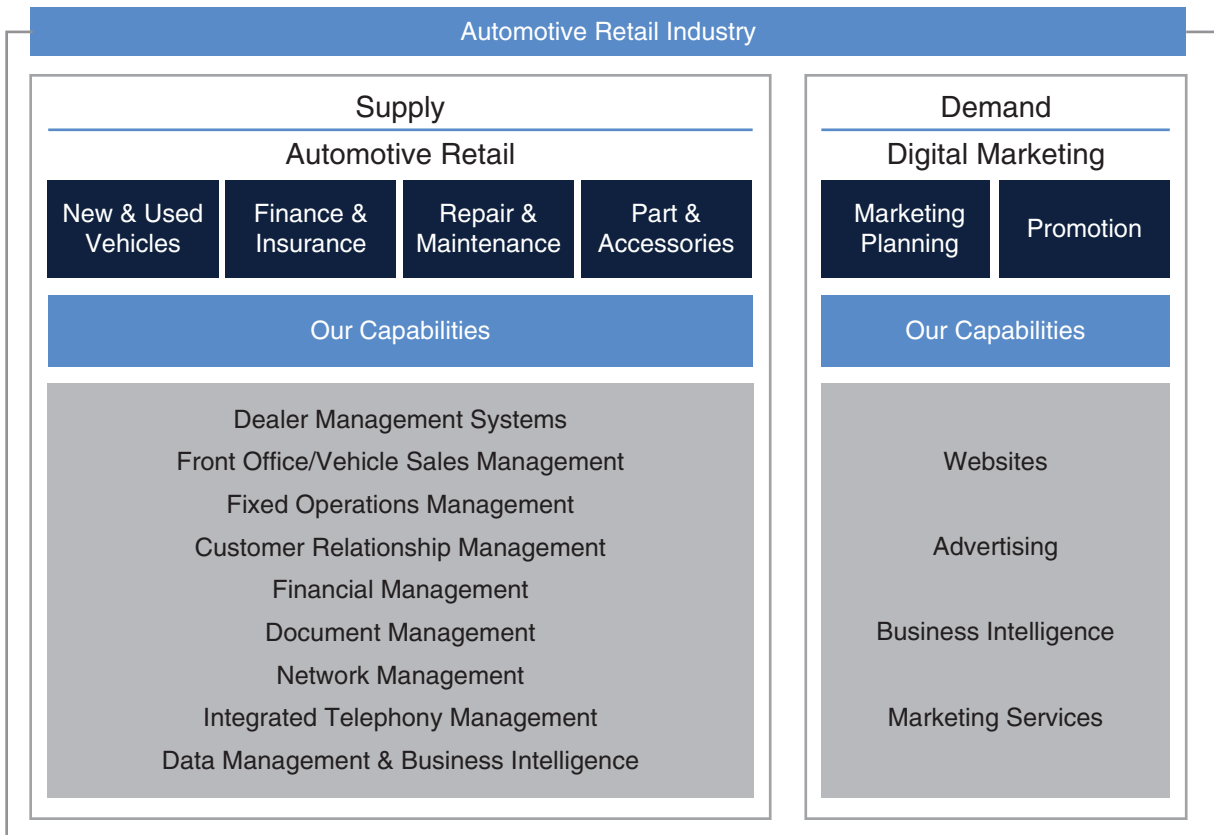 Automotive Retail Industry
Supply
Automotive Retail
New & Used
Vehicles
Finance &
Insurance
Repair &
Maintenance
Part &
Accessories
Our Capabilities
Dealer Management Systems
Front Office/Vehicle Sales Management
Fixed Operations Management
Customer Relationship Management
Financial Management
Document Management
Network Management
Integrated Telephony Management
Data Management & Business Intelligence
Demand
Digital Marketing
Marketing
Planning
Promotion
Our Capabilities
Websites
Advertising
Business Intelligence
Marketing Services